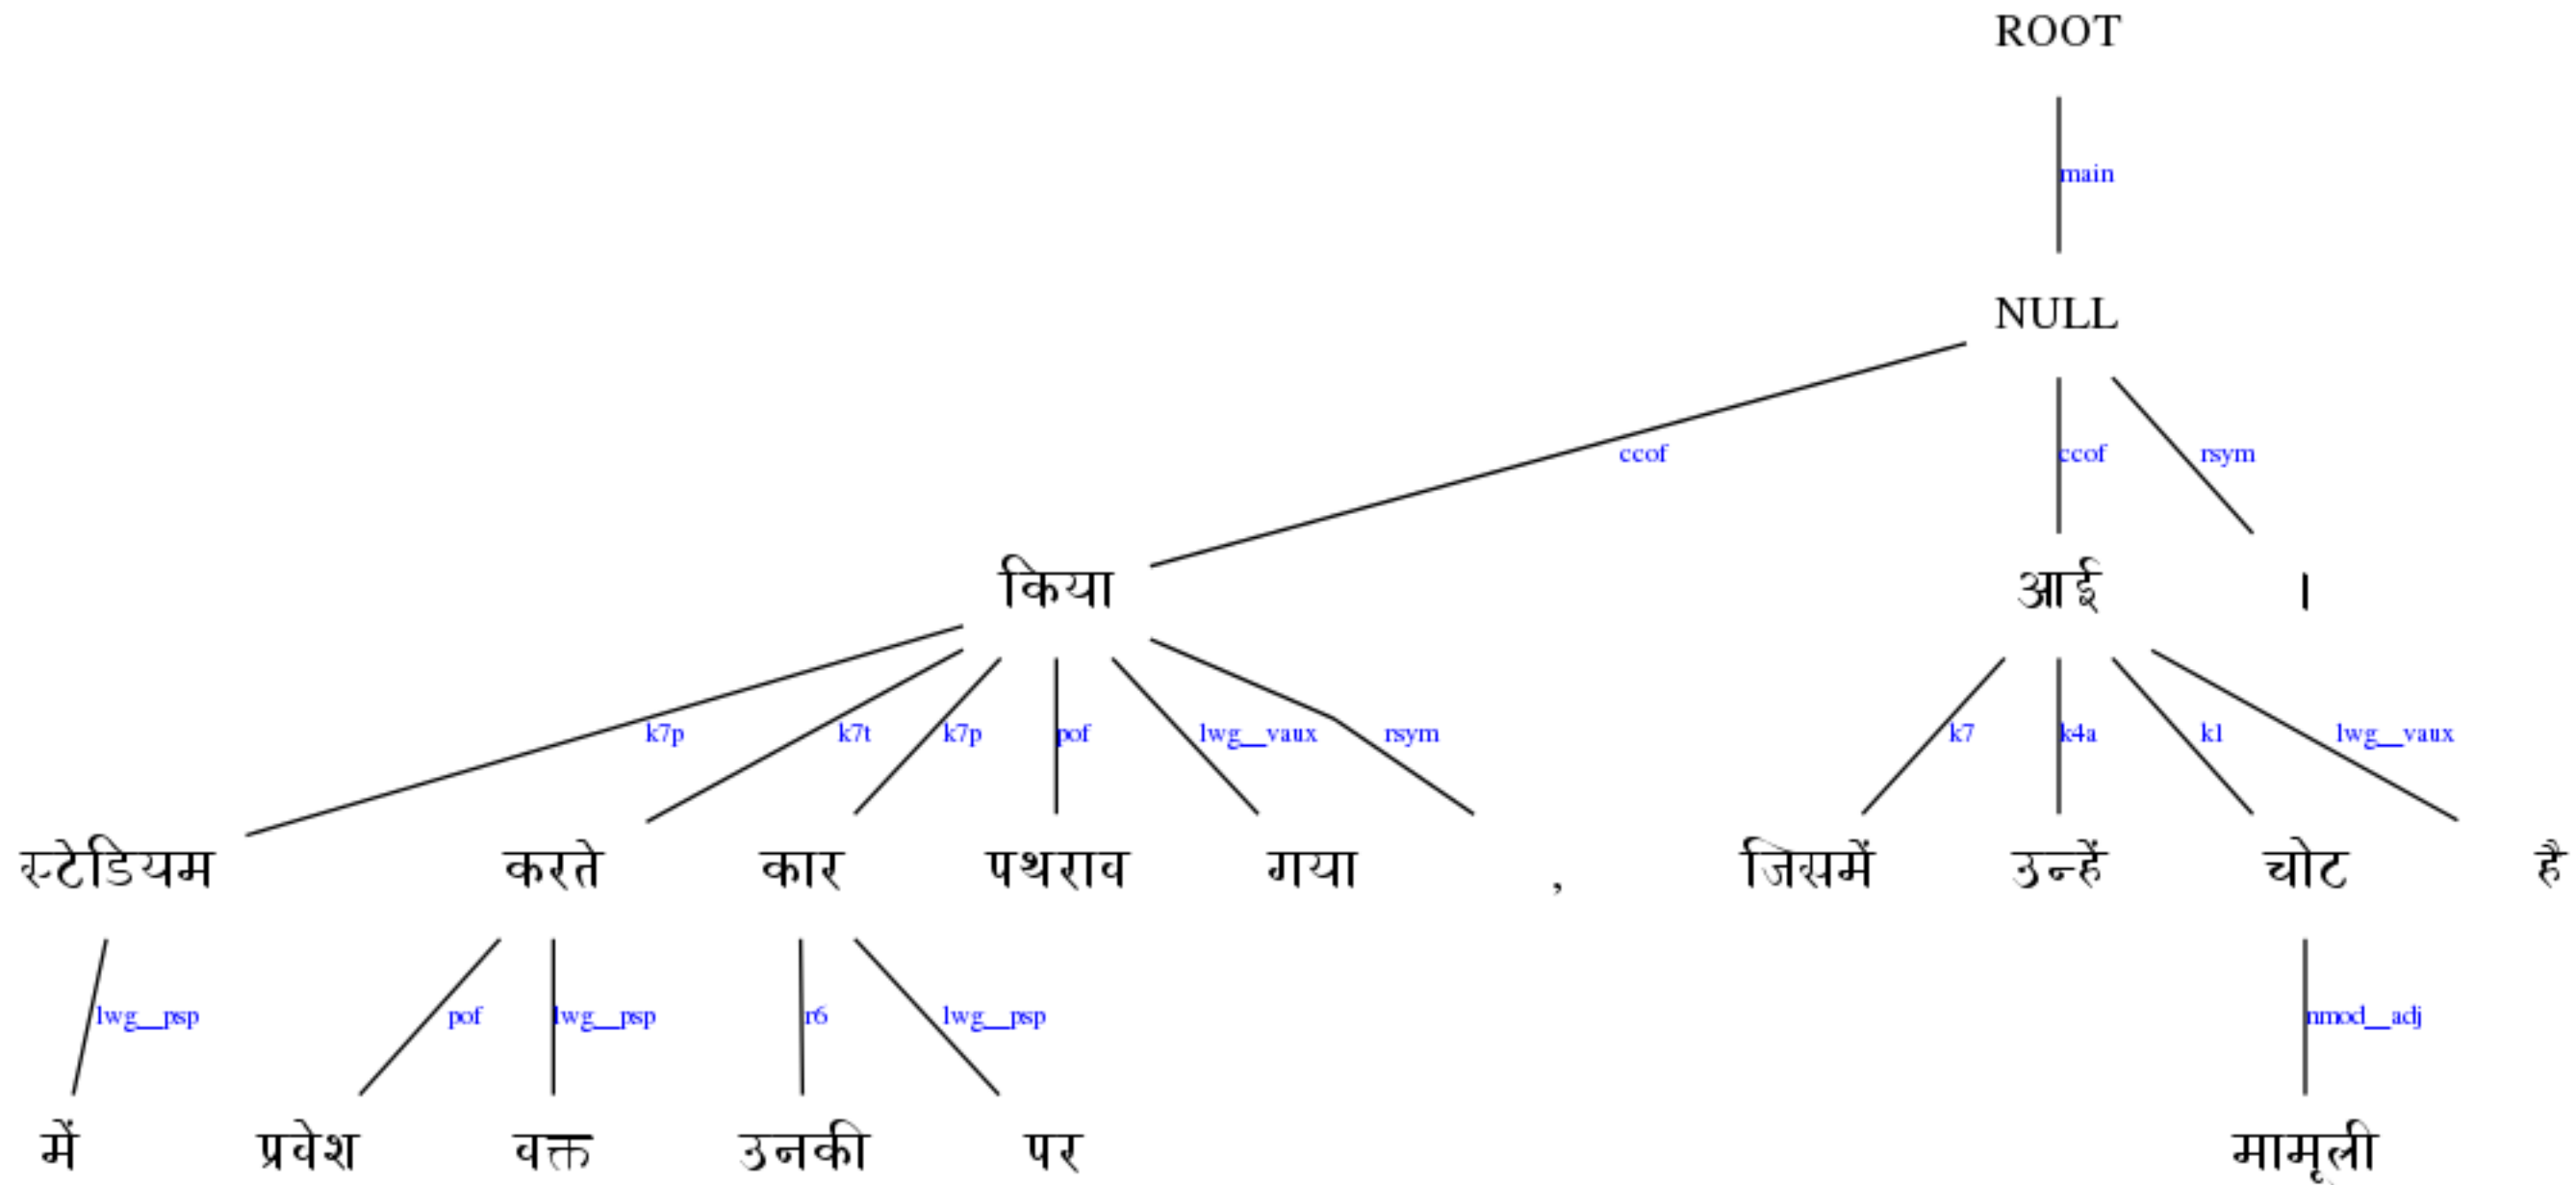 ROOT
main
NULL
ccof ccof rsym
किया आई ।
k7p k7t k7p pof lwg__vaux rsym k7 k4a k1 lwg__vaux
स्टेडियम करते कार पथराव गया , जिसमें उन्हें चोट है
lwg__psp pof lwg__psp r6 lwg__psp nmod__adj
में प्रवेश वक्त उनकी पर मामूली